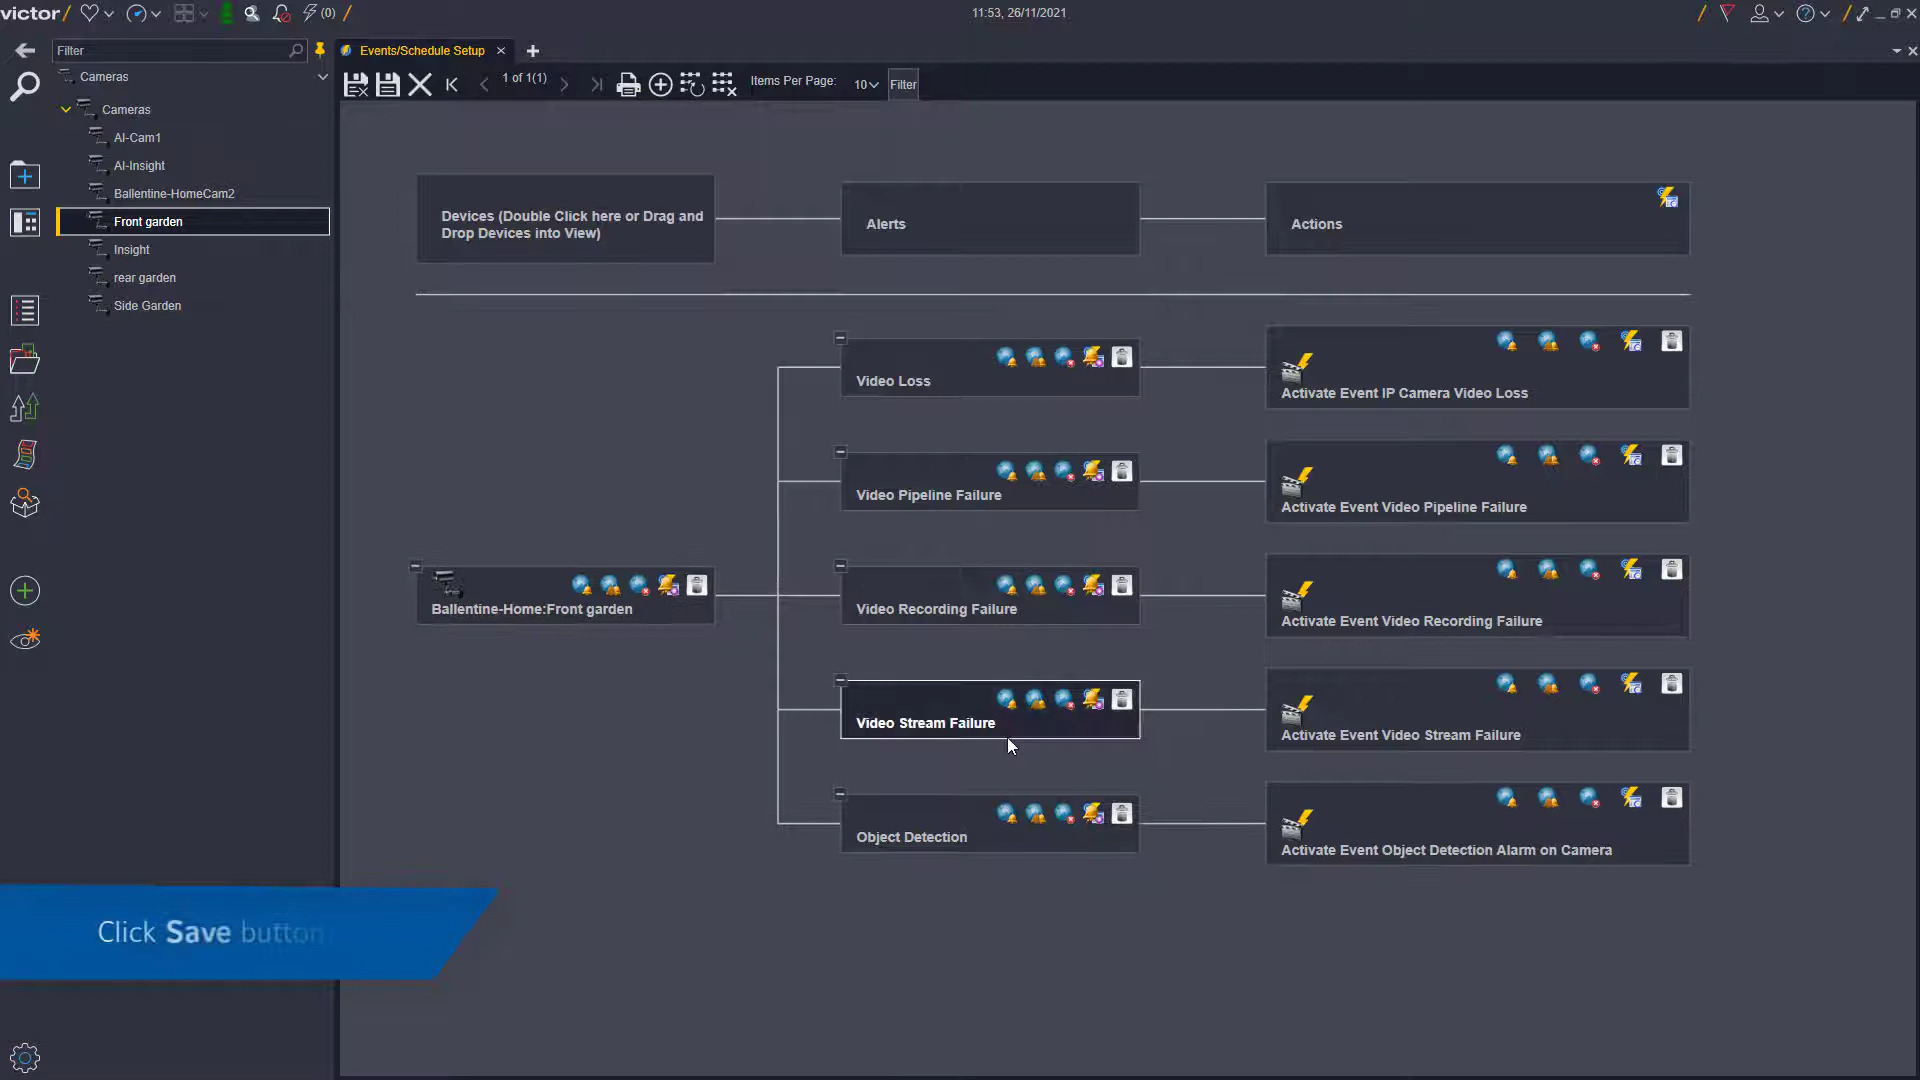 victor
(0)
11:53, 26/11/2021
Filter
Events/Schedule Setup
Cameras
1 of 1(1)
Items Per Page:
10
Filter
Cameras
AI-Cam1
AI-Insight
Ballentine-HomeCam2
Front garden
Insight
rear garden
Side Garden
Devices (Double Click here or Drag and
Drop Devices into View)
Alerts
Actions
Video Loss
Activate Event IP Camera Video Loss
Video Pipeline Failure
Activate Event Video Pipeline Failure
Ballentine-Home:Front garden
Video Recording Failure
Activate Event Video Recording Failure
Video Stream Failure
Activate Event Video Stream Failure
Object Detection
Activate Event Object Detection Alarm on Camera
Click Save button